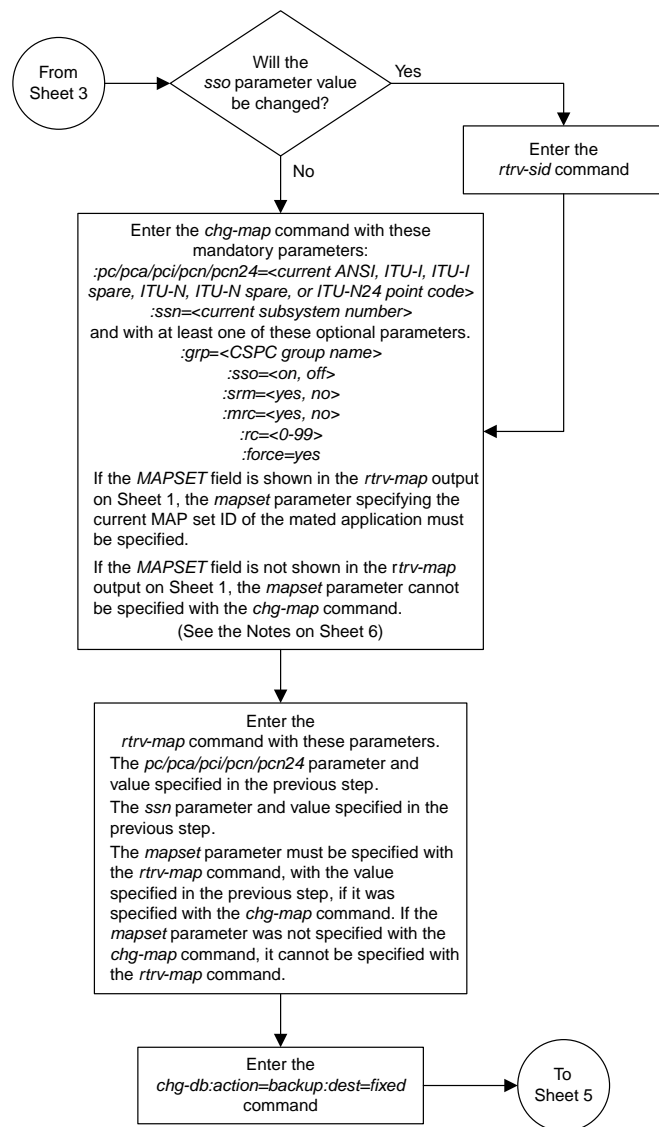 From
Sheet 3
Will the
sso parameter value
be changed?
Yes
Enter the
rtrv-sid command
No
Enter the chg-map command with these
mandatory parameters:
:pc/pca/pci/pcn/pcn24=<current ANSI, ITU-I, ITU-I
spare, ITU-N, ITU-N spare, or ITU-N24 point code>
:ssn=<current subsystem number>
and with at least one of these optional parameters.
:grp=<CSPC group name>
:sso=<on, off>
:srm=<yes, no>
:mrc=<yes, no>
:rc=<0-99>
:force=yes
If the MAPSET field is shown in the rtrv-map output
on Sheet 1, the mapset parameter specifying the
current MAP set ID of the mated application must
be specified.
If the MAPSET field is not shown in the rtrv-map
output on Sheet 1, the mapset parameter cannot
be specified with the chg-map command.
(See the Notes on Sheet 6)
Enter the
rtrv-map command with these parameters.
The pc/pca/pci/pcn/pcn24 parameter and
value specified in the previous step.
The ssn parameter and value specified in the
previous step.
The mapset parameter must be specified with
the rtrv-map command, with the value
specified in the previous step, if it was
specified with the chg-map command. If the
mapset parameter was not specified with the
chg-map command, it cannot be specified with
the rtrv-map command.
Enter the
chg-db:action=backup:dest=fixed
command
To
Sheet 5